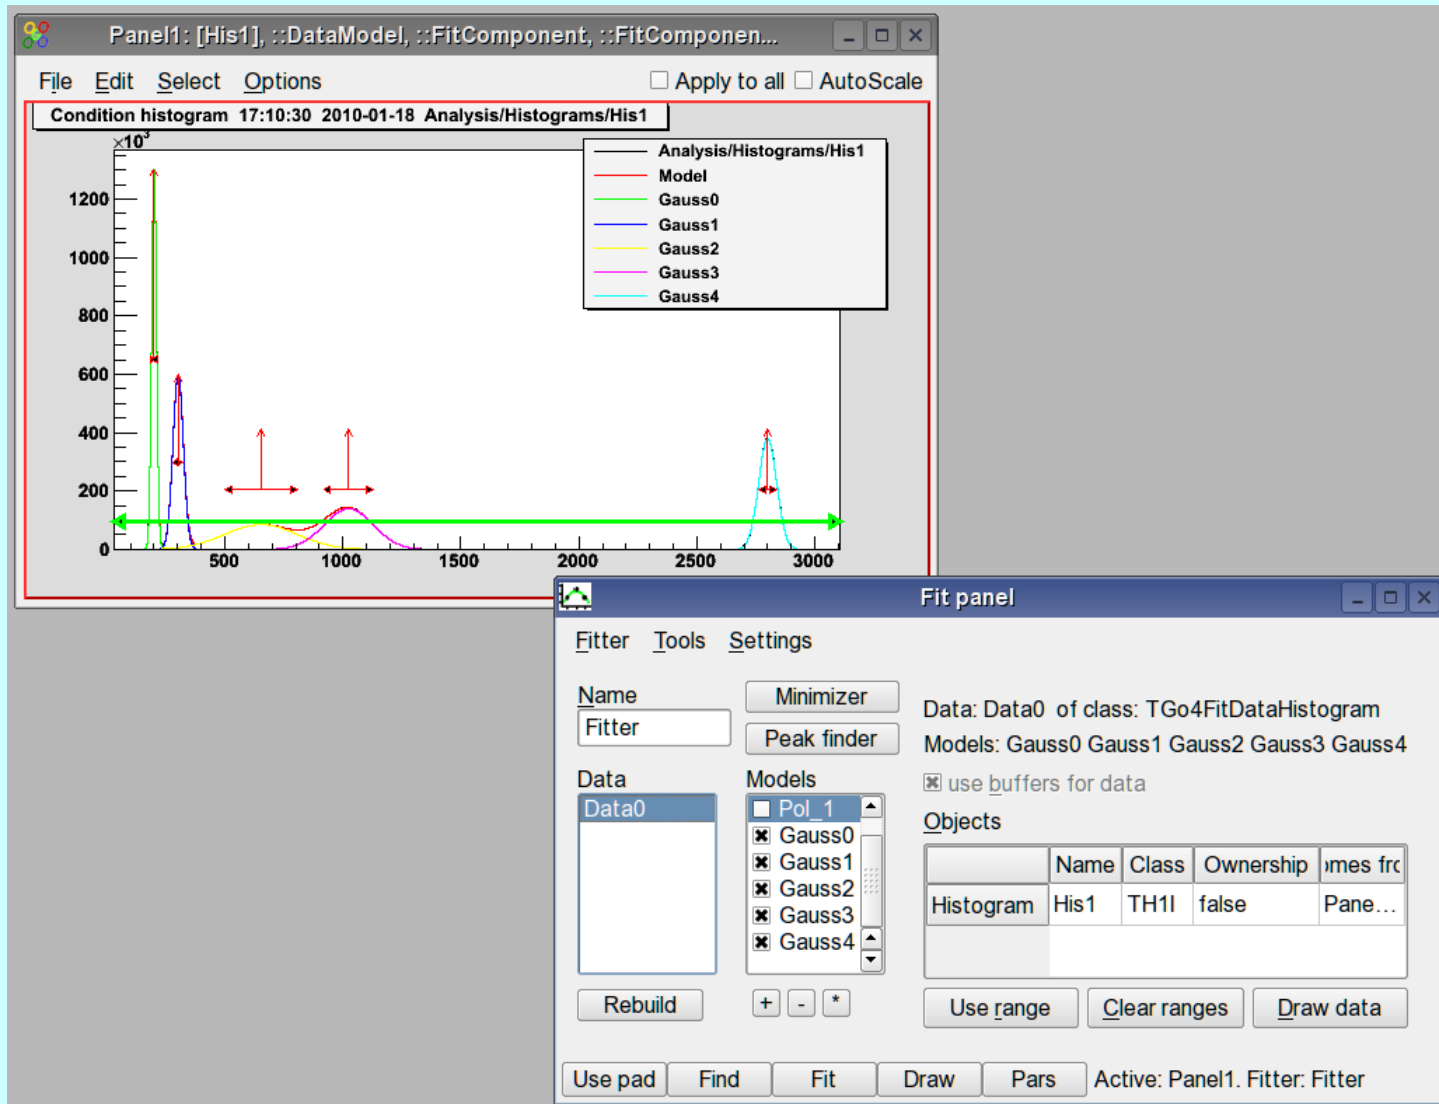 Panel1: [His1], ::DataModel, ::FitComponent, ::FitComponen...
File Edit Select Options Apply to all AutoScale
Condition histogram 17:10:30 2010-01-18 Analysis/Histograms/His1
×10³
Analysis/Histograms/His1
Model
Gauss0
Gauss1
Gauss2
Gauss3
Gauss4
1200
1000
800
600
400
200
0
500 1000 1500 2000 2500 3000
Fit panel
Fitter Tools Settings
Name
Fitter
Minimizer
Peak finder
Data: Data0 of class: TGo4FitDataHistogram
Models: Gauss0 Gauss1 Gauss2 Gauss3 Gauss4
use buffers for data
Data
Data0
Models
Pol_1
Gauss0
Gauss1
Gauss2
Gauss3
Gauss4
Objects
Name Class Ownership omes fro
Histogram His1 TH1I false Pane...
Rebuild + - *
Use range Clear ranges Draw data
Use pad Find Fit Draw Pars Active: Panel1. Fitter: Fitter